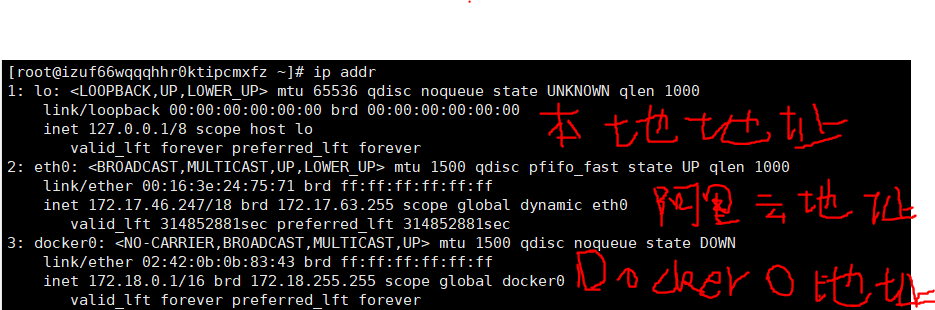 [root@izuf66wqqqhhr0ktipcmxfz ~]# ip addr
1: lo: <LOOPBACK,UP,LOWER_UP> mtu 65536 qdisc noqueue state UNKNOWN qlen 1000
link/loopback 00:00:00:00:00:00 brd 00:00:00:00:00:00
inet 127.0.0.1/8 scope host lo 本地地址
valid_lft forever preferred_lft forever
2: eth0: <BROADCAST,MULTICAST,UP,LOWER_UP> mtu 1500 qdisc pfifo_fast state UP qlen 1000
link/ether 00:16:3e:24:75:71 brd ff:ff:ff:ff:ff:ff
inet 172.17.46.247/18 brd 172.17.63.255 scope global dynamic eth0 阿里云地址
valid_lft 314852881sec preferred_lft 314852881sec
3: docker0: <NO-CARRIER,BROADCAST,MULTICAST,UP> mtu 1500 qdisc noqueue state DOWN
link/ether 02:42:0b:0b:83:43 brd ff:ff:ff:ff:ff:ff
inet 172.18.0.1/16 brd 172.18.255.255 scope global docker0 Docker 0 地址
valid_lft forever preferred_lft forever